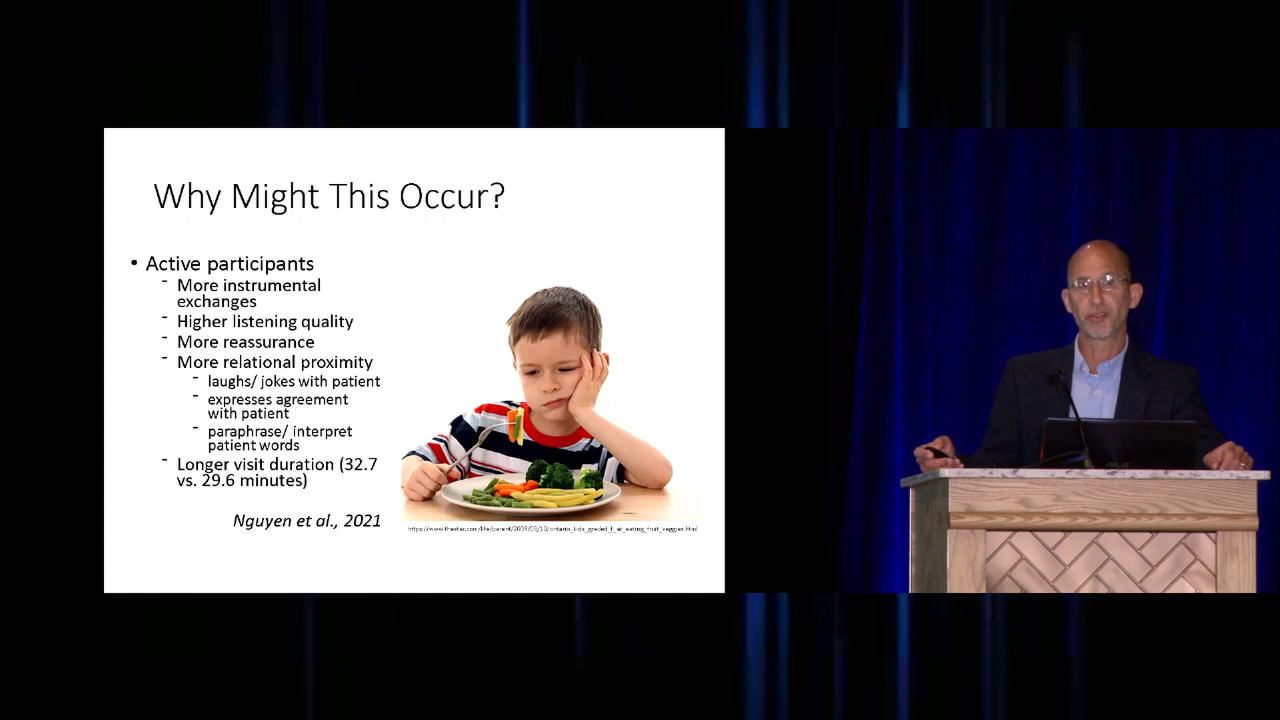 Why Might This Occur?
• Active participants
- More instrumental
exchanges
- Higher listening quality
- More reassurance
- More relational proximity
- laughs/ jokes with patient
- expresses agreement
with patient
- paraphrase/ interpret
patient words
- Longer visit duration (32.7
vs. 29.6 minutes)
Nguyen et al., 2021